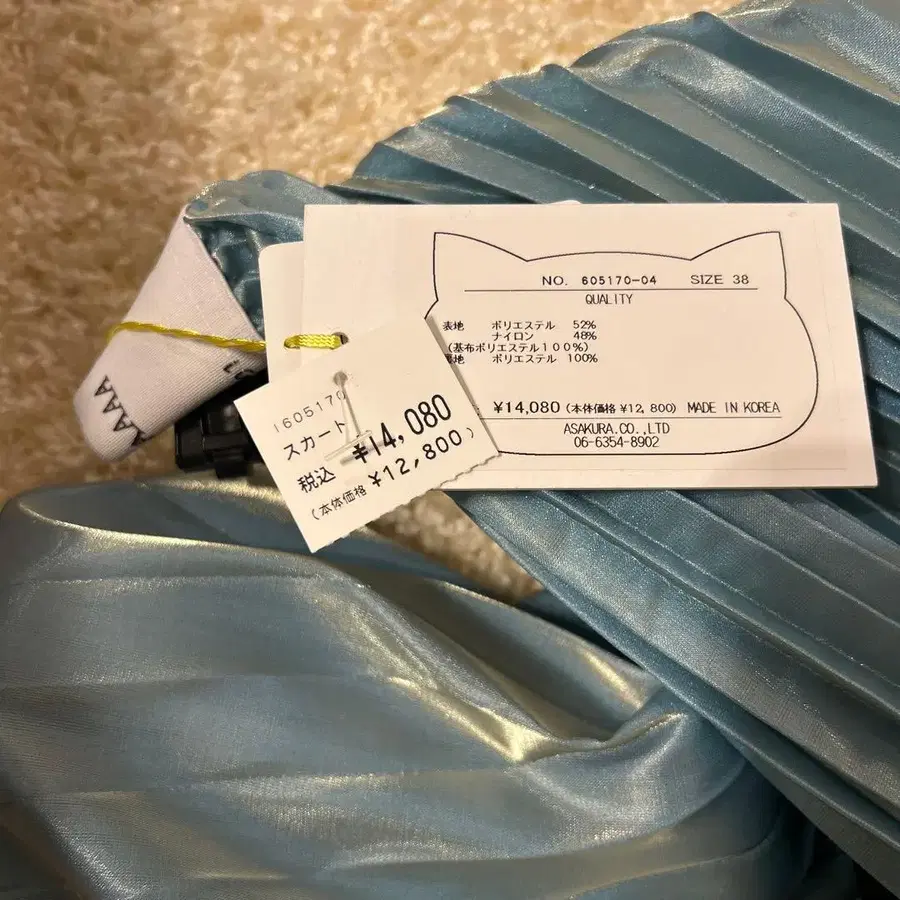 NO. 605170-04 SIZE 38
QUALITY
表地 ポリエステル 52%
ナイロン 48%
(基布ポリエステル100%)
地 ポリエステル 100%
¥14,080 (本体価格 ¥12,800) MADE IN KOREA
ASAKURA.CO.,LTD
06-6354-8902
1605170
スカート
税込 ¥14,080
(本体価格 ¥12,800)
AAAA